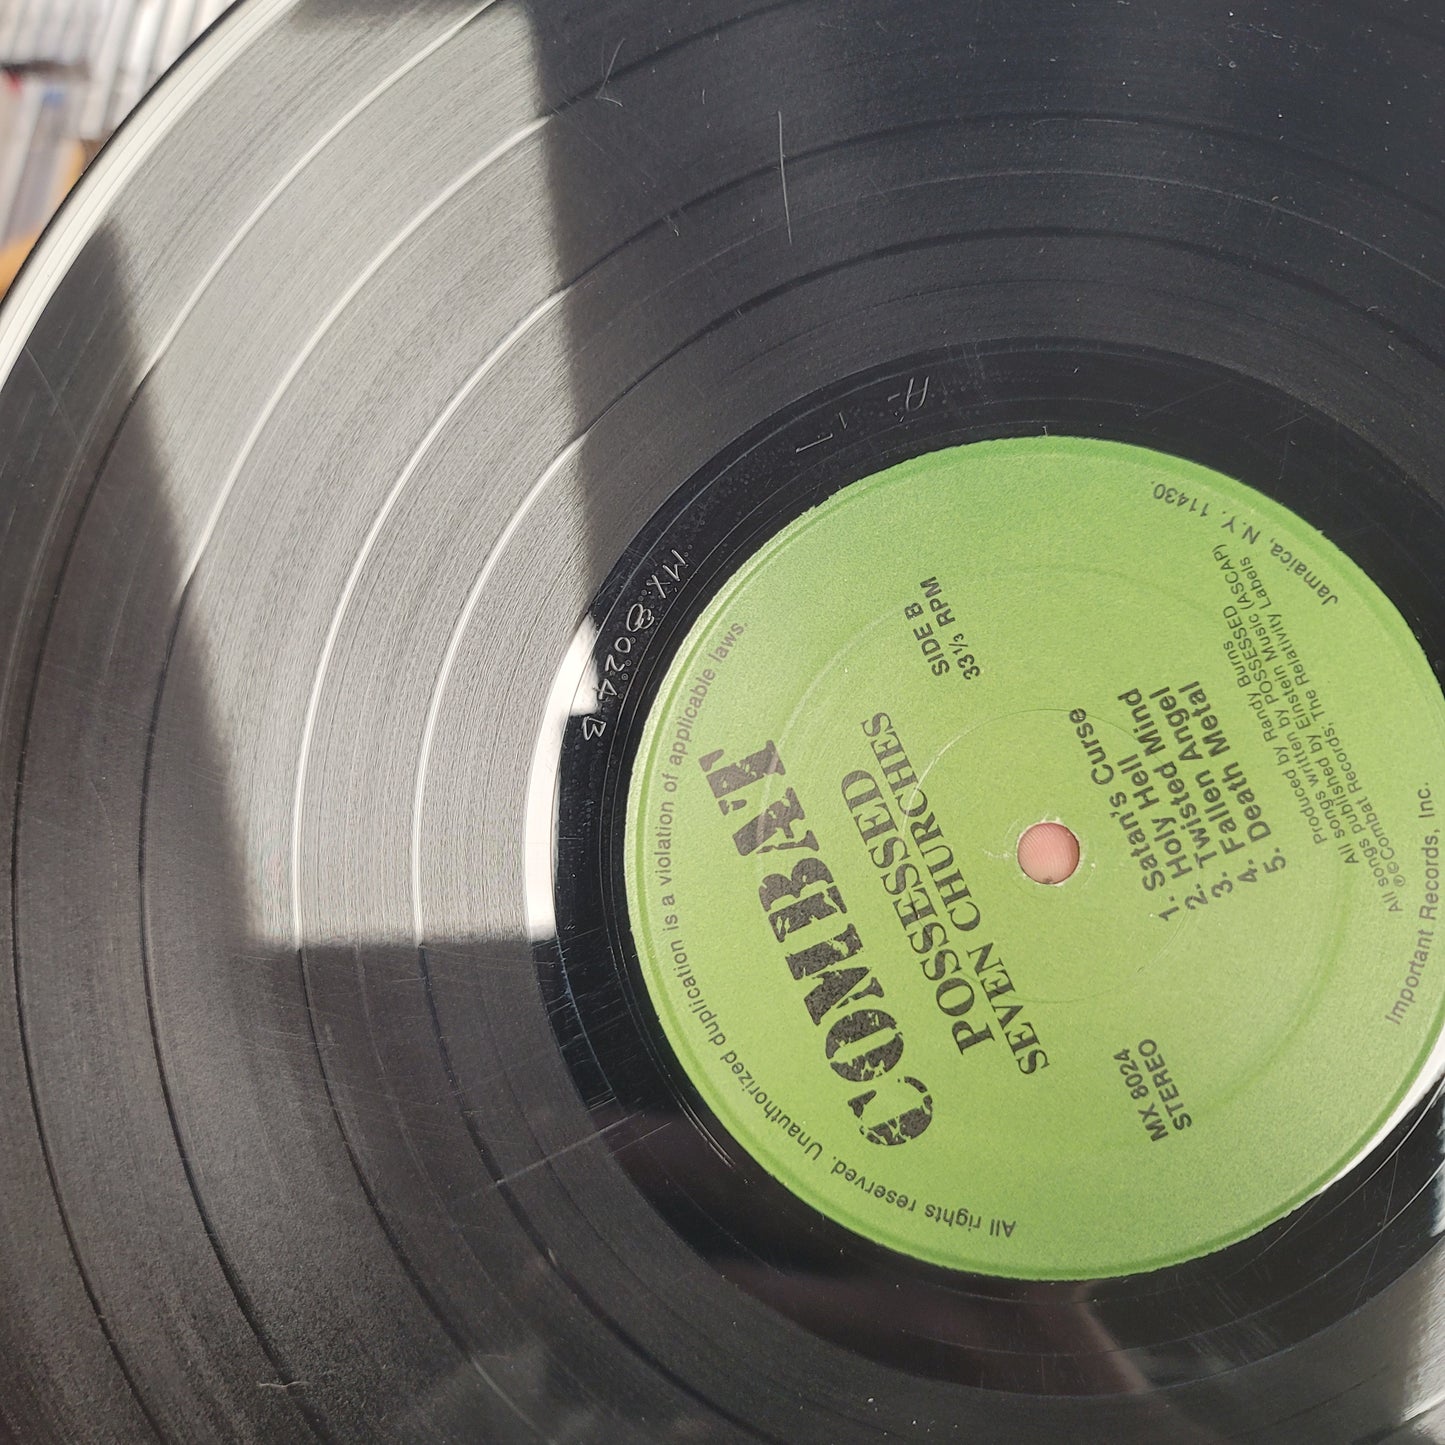 COMBAT
POSSESSED
SEVEN CHURCHES
SIDE B
33⅓ RPM
MX 8024
STEREO
1. Satan's Curse
2. Holy Hell
3. Twisted Mind
4. Fallen Angel
5. Death Metal
Produced by Randy Burns
All songs written by POSSESSED
All songs published by Einstein Music (ASCAP)
℗©Combat Records, The Relativity Labels
Important Records, Inc.
Jamaica, N.Y. 11430.
All rights reserved. Unauthorized duplication is a violation of applicable laws.
MX 8024 B